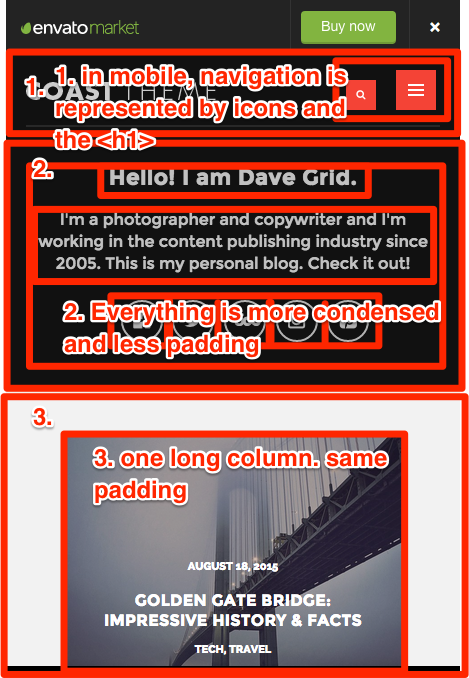 envato market
Buy now
×
1.
1. in mobile, navigation is
represented by icons and
the <h1>
COAST THEME
2.
Hello! I am Dave Grid.
I'm a photographer and copywriter and I'm
working in the content publishing industry since
2005. This is my personal blog. Check it out!
2. Everything is more condensed
and less padding
3.
3. one long column. same
padding
AUGUST 18, 2015
GOLDEN GATE BRIDGE:
IMPRESSIVE HISTORY & FACTS
TECH, TRAVEL